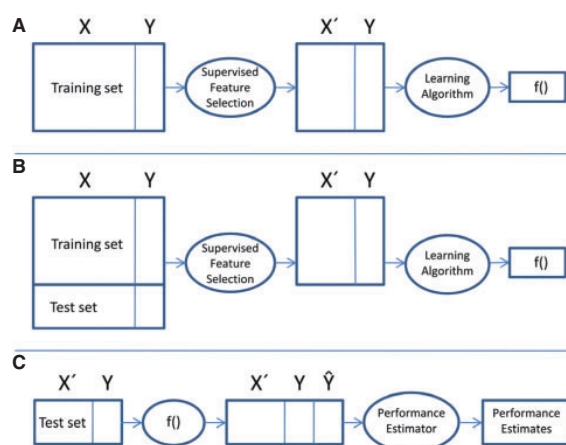 A
X Y X´ Y
Training set
Supervised
Feature
Selection
Learning
Algorithm
f()
B
X Y X´ Y
Training set
Test set
Supervised
Feature
Selection
Learning
Algorithm
f()
C
X´ Y X´ Y Ŷ
Test set
f()
Performance
Estimator
Performance
Estimates